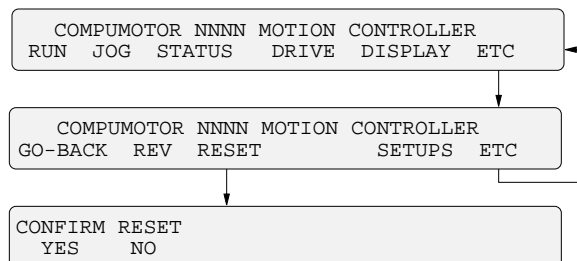 COMPUMOTOR NNNN MOTION CONTROLLER
RUN JOG STATUS DRIVE DISPLAY ETC
COMPUMOTOR NNNN MOTION CONTROLLER
GO-BACK REV RESET SETUPS ETC
CONFIRM RESET
YES NO